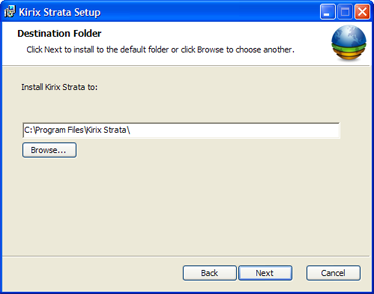 Kirix Strata Setup
Destination Folder
Click Next to install to the default folder or click Browse to choose another.
Install Kirix Strata to:
C:\Program Files\Kirix Strata\
Browse...
Back
Next
Cancel